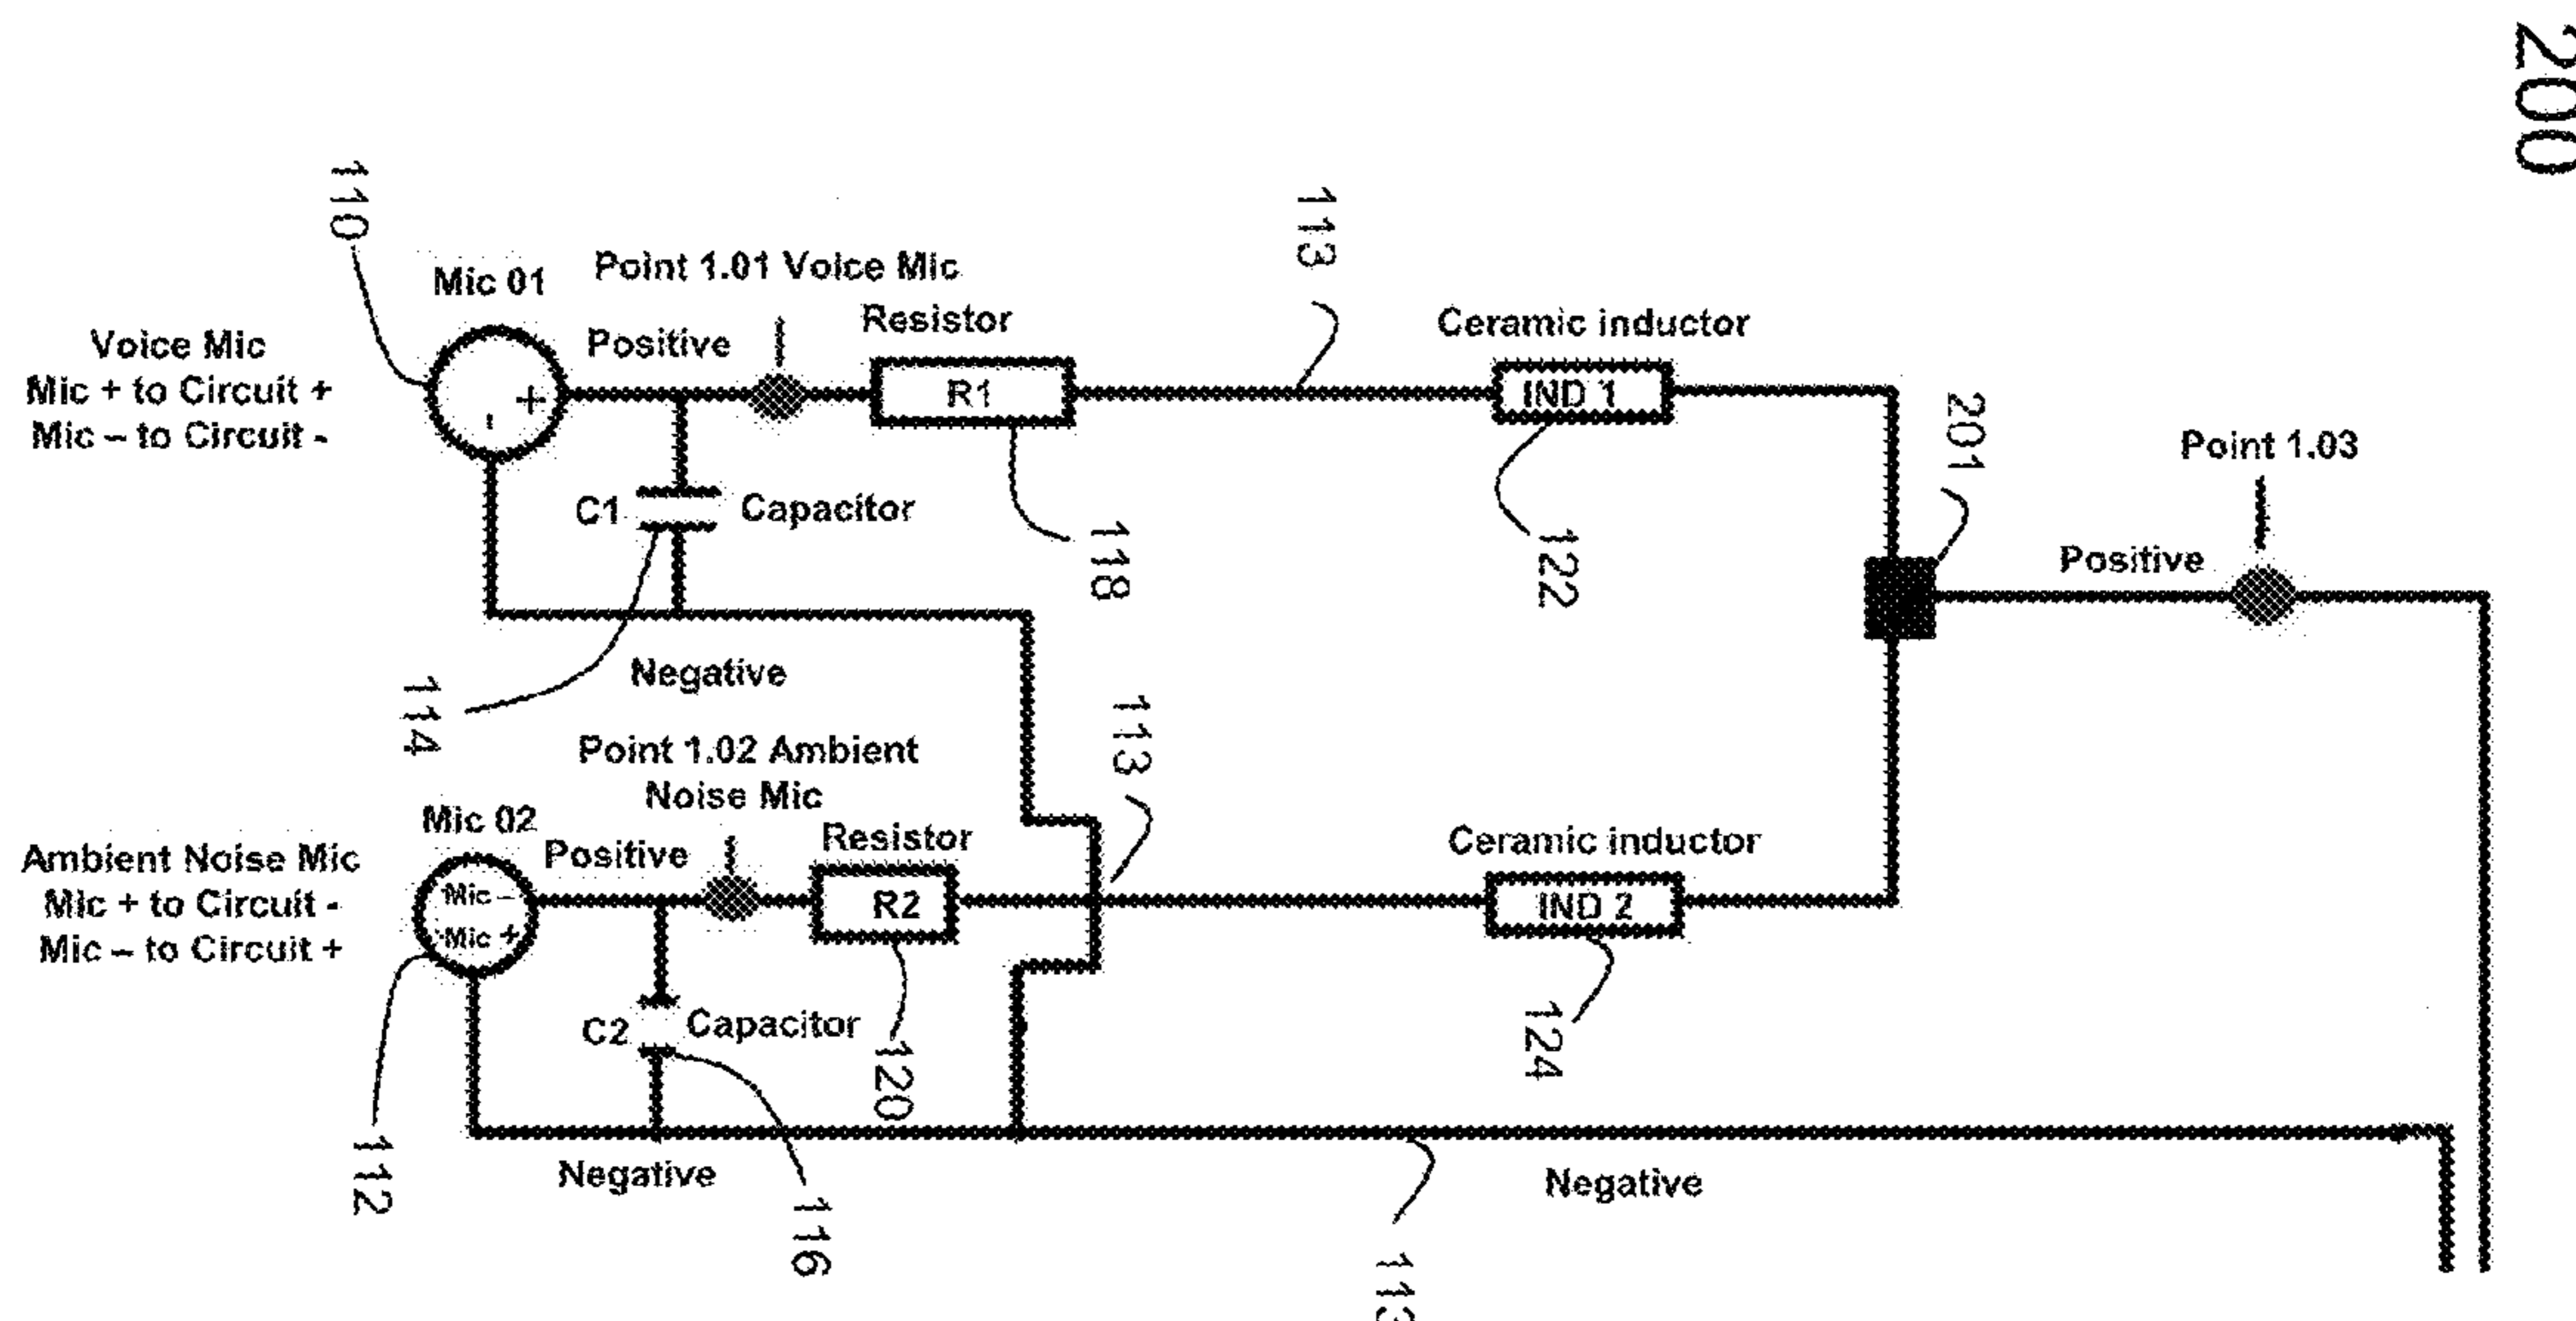 200
110
Mic 01
Point 1.01 Voice Mic
113
Voice Mic
Mic + to Circuit +
Mic – to Circuit -
Positive
Resistor
Ceramic inductor
+
-
R1
IND 1
201
Point 1.03
C1
Capacitor
118
122
Positive
Negative
114
113
Point 1.02 Ambient
Noise Mic
Mic 02
Ambient Noise Mic
Mic + to Circuit -
Mic – to Circuit +
Positive
Resistor
Ceramic inductor
Mic –
Mic +
R2
IND 2
C2
Capacitor
120
124
112
Negative
116
Negative
113